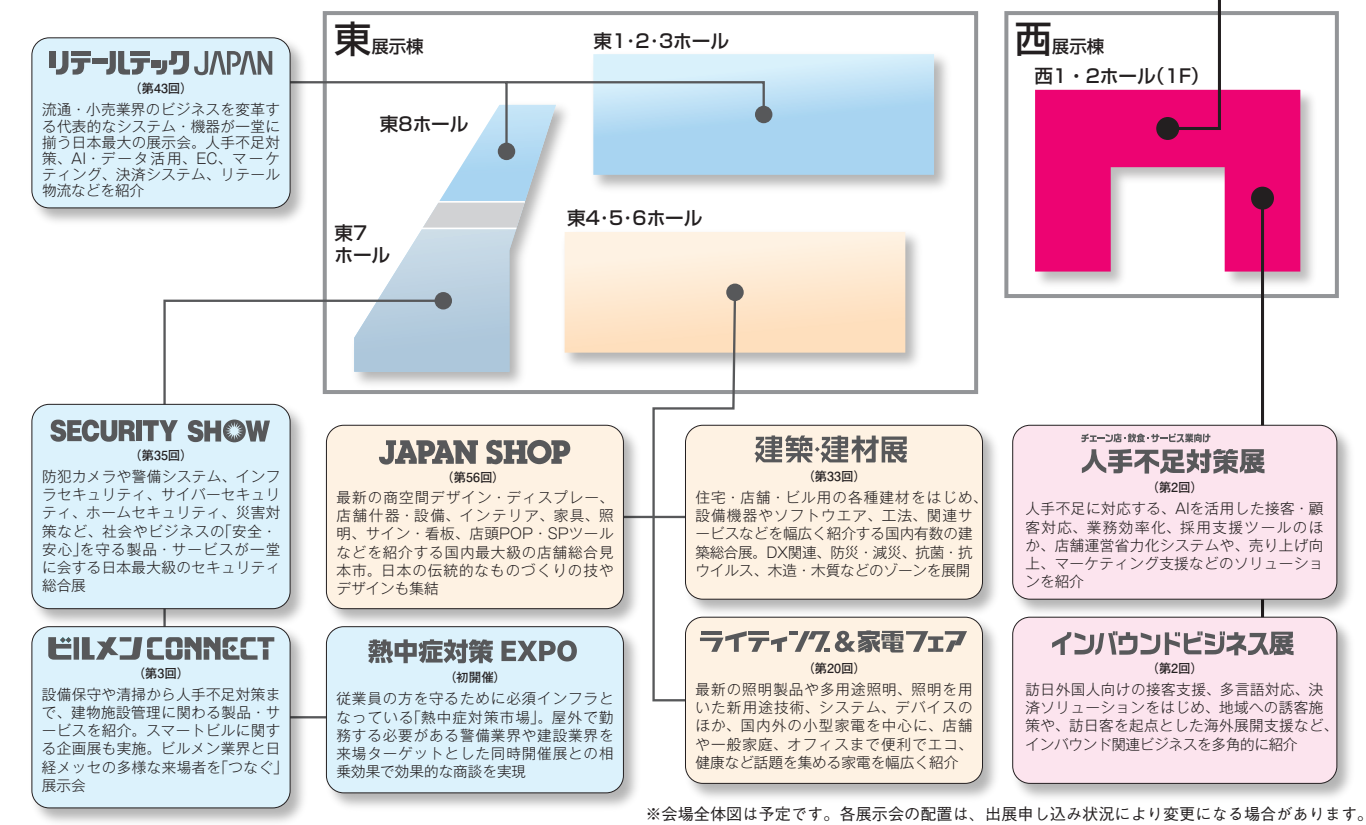 東展示棟
東1・2・3ホール
東8ホール
東7
ホール
東4・5・6ホール
西展示棟
西1・2ホール(1F)
リテールテック JAPAN
(第43回)
流通・小売業界のビジネスを変革す
る代表的なシステム・機器が一堂に
揃う日本最大の展示会。人手不足対
策、AI・データ活用、EC、マーケ
ティング、決済システム、リテール
物流などを紹介
SECURITY SHOW
(第35回)
防犯カメラや警備システム、インフ
ラセキュリティ、サイバーセキュリ
ティ、ホームセキュリティ、災害対
策など、社会やビジネスの「安全・
安心」を守る製品・サービスが一堂
に会する日本最大級のセキュリティ
総合展
JAPAN SHOP
(第56回)
最新の商空間デザイン・ディスプレー、
店舗什器・設備、インテリア、家具、照
明、サイン・看板、店頭POP・SPツール
などを紹介する国内最大級の店舗総合見
本市。日本の伝統的なものづくりの技や
デザインも集結
建築・建材展
(第33回)
住宅・店舗・ビル用の各種建材をはじめ、
設備機器やソフトウエア、工法、関連サ
ービスなどを幅広く紹介する国内有数の建
築総合展。DX関連、防災・減災、抗菌・抗
ウイルス、木造・木質などのゾーンを展開
チェーン店・飲食・サービス業向け
人手不足対策展
(第2回)
人手不足に対応する、AIを活用した接客・顧
客対応、業務効率化、採用支援ツールのほ
か、店舗運営省力化システムや、売り上げ向
上、マーケティング支援などのソリューショ
ンを紹介
ビルメンCONNECT
(第3回)
設備保守や清掃から人手不足対策ま
で、建物施設管理に関わる製品・サ
ービスを紹介。スマートビルに関す
る企画展も実施。ビルメン業界と日
経メッセの多様な来場者を「つなぐ」
展示会
熱中症対策 EXPO
(初開催)
従業員の方を守るために必須インフラと
なっている「熱中症対策市場」。屋外で勤
務する必要がある警備業界や建設業界を
来場ターゲットとした同時開催展との相
乗効果で効果的な商談を実現
ライティング&家電フェア
(第20回)
最新の照明製品や多用途照明、照明を用
いた新用途技術、システム、デバイスの
ほか、国内外の小型家電を中心に、店舗
や一般家庭、オフィスまで便利でエコ、
健康など話題を集める家電を幅広く紹介
インバウンドビジネス展
(第2回)
訪日外国人向けの接客支援、多言語対応、決
済ソリューションをはじめ、地域への誘客施
策や、訪日客を起点とした海外展開支援など、
インバウンド関連ビジネスを多角的に紹介
※会場全体図は予定です。各展示会の配置は、出展申し込み状況により変更になる場合があります。